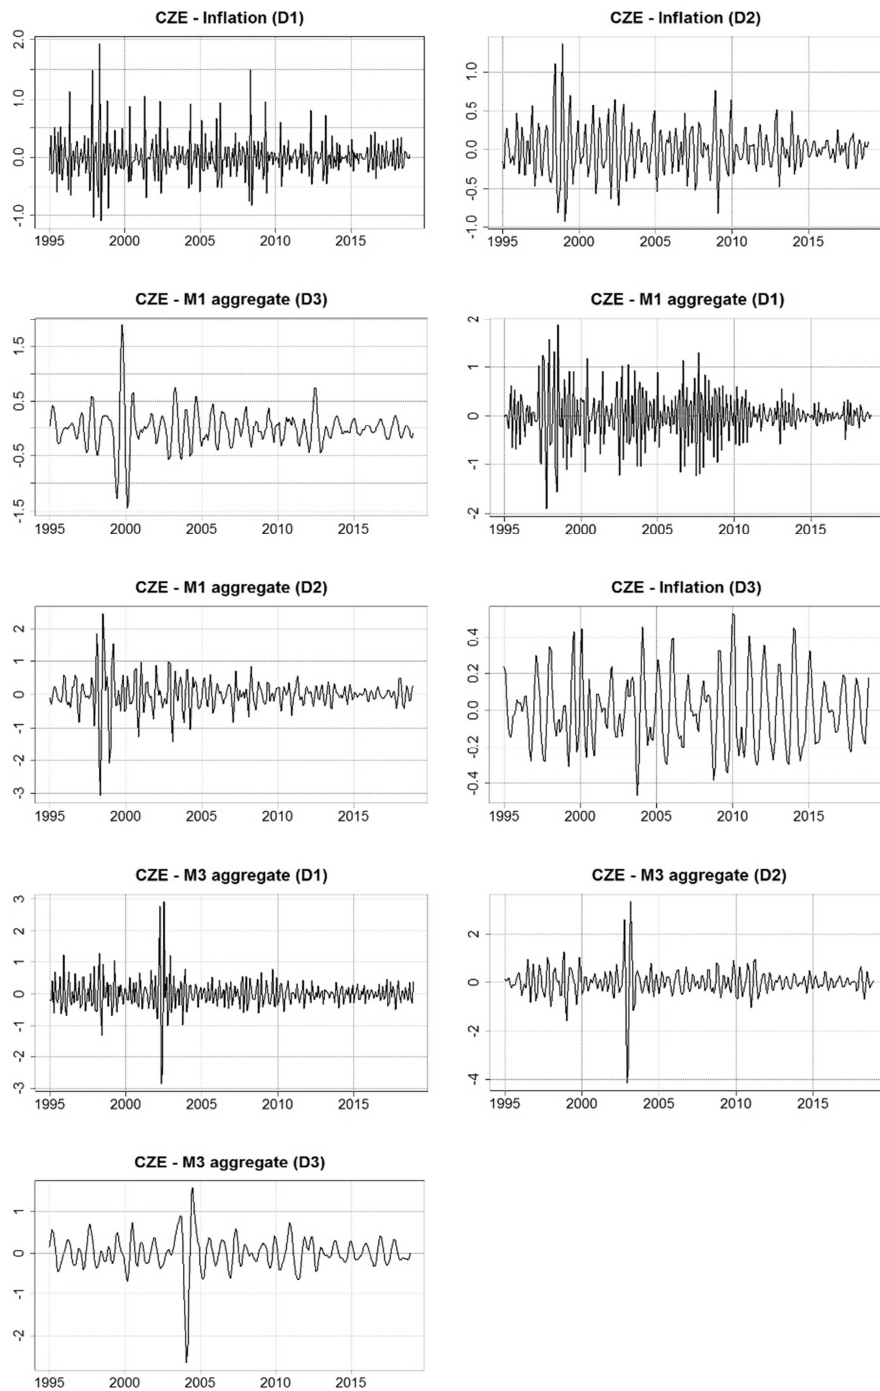 CZE - Inflation (D1)
2.0
1.0
0.0
-1.0
1995 2000 2005 2010 2015
CZE - Inflation (D2)
1.0
0.5
0.0
-0.5
-1.0
1995 2000 2005 2010 2015
CZE - M1 aggregate (D3)
1.5
0.5
-0.5
-1.5
1995 2000 2005 2010 2015
CZE - M1 aggregate (D1)
2
1
0
-1
-2
1995 2000 2005 2010 2015
CZE - M1 aggregate (D2)
2
1
0
-1
-2
-3
1995 2000 2005 2010 2015
CZE - Inflation (D3)
0.4
0.2
0.0
-0.2
-0.4
1995 2000 2005 2010 2015
CZE - M3 aggregate (D1)
3
2
1
0
-1
-2
-3
1995 2000 2005 2010 2015
CZE - M3 aggregate (D2)
2
0
-2
-4
1995 2000 2005 2010 2015
CZE - M3 aggregate (D3)
1
0
-1
-2
1995 2000 2005 2010 2015